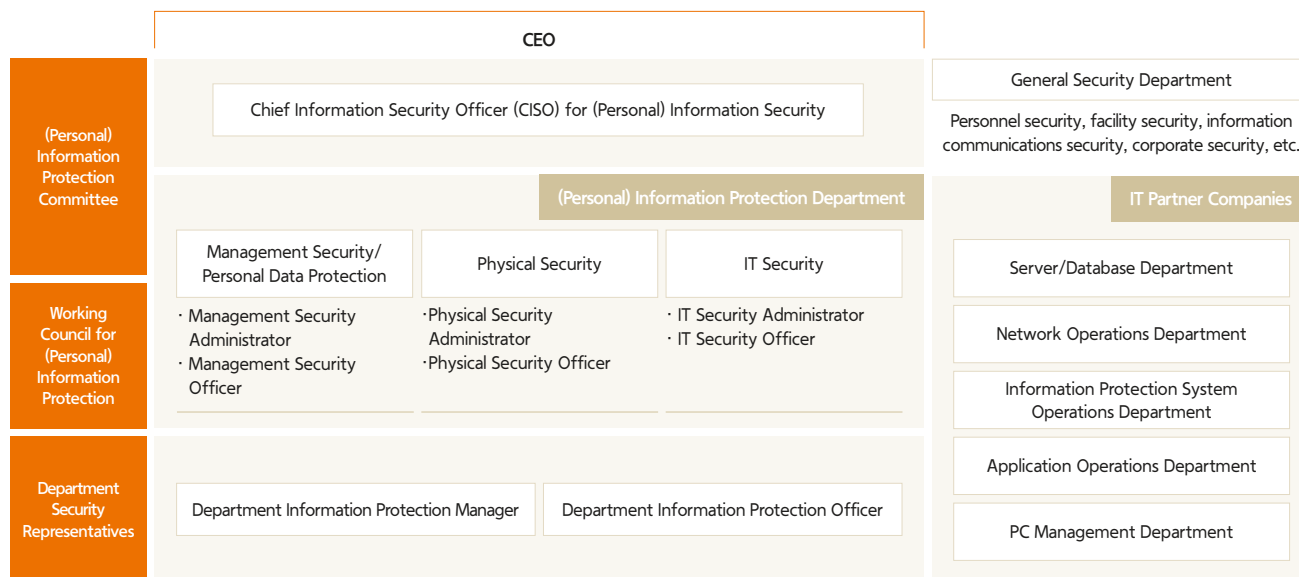 CEO
(Personal)
Information
Protection
Committee
Chief Information Security Officer (CISO) for (Personal) Information Security
General Security Department
Personnel security, facility security, information
communications security, corporate security, etc.
(Personal) Information Protection Department
IT Partner Companies
Management Security/
Personal Data Protection
Physical Security
IT Security
Working
Council for
(Personal)
Information
Protection
· Management Security
Administrator
· Management Security
Officer
·Physical Security
Administrator
·Physical Security Officer
· IT Security Administrator
· IT Security Officer
Server/Database Department
Network Operations Department
Information Protection System
Operations Department
Application Operations Department
PC Management Department
Department
Security
Representatives
Department Information Protection Manager
Department Information Protection Officer